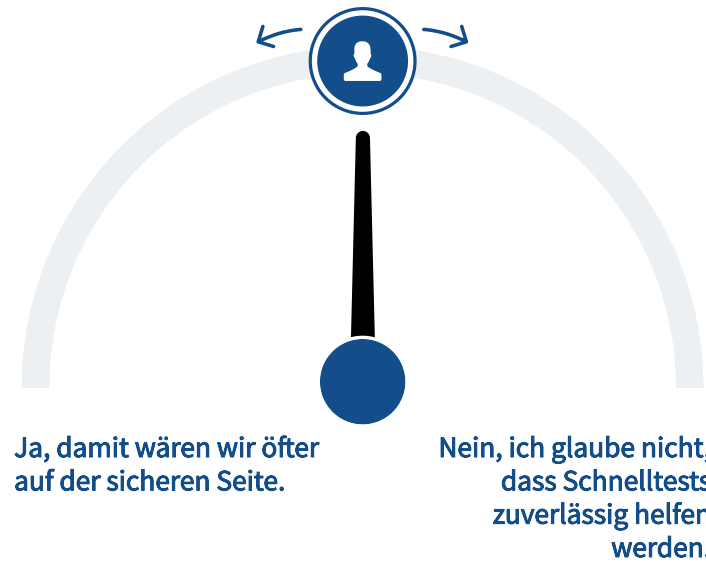 Ja, damit wären wir öfter
auf der sicheren Seite.
Nein, ich glaube nicht,
dass Schnelltests
zuverlässig helfen
werden.